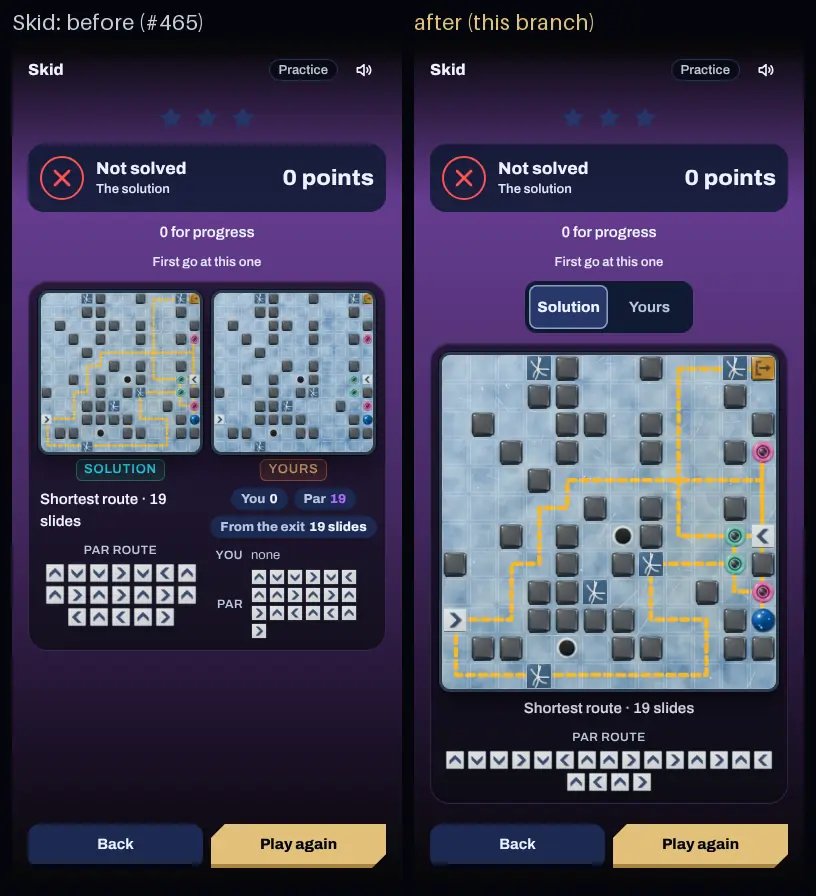 Skid: before (#465)
Skid
Practice
Not solved
The solution
0 points
0 for progress
First go at this one
SOLUTION
Shortest route · 19
slides
PAR ROUTE
YOURS
You 0
Par 19
From the exit 19 slides
YOU none
PAR
Back
Play again
after (this branch)
Skid
Practice
Not solved
The solution
0 points
0 for progress
First go at this one
Solution
Yours
Shortest route · 19 slides
PAR ROUTE
Back
Play again